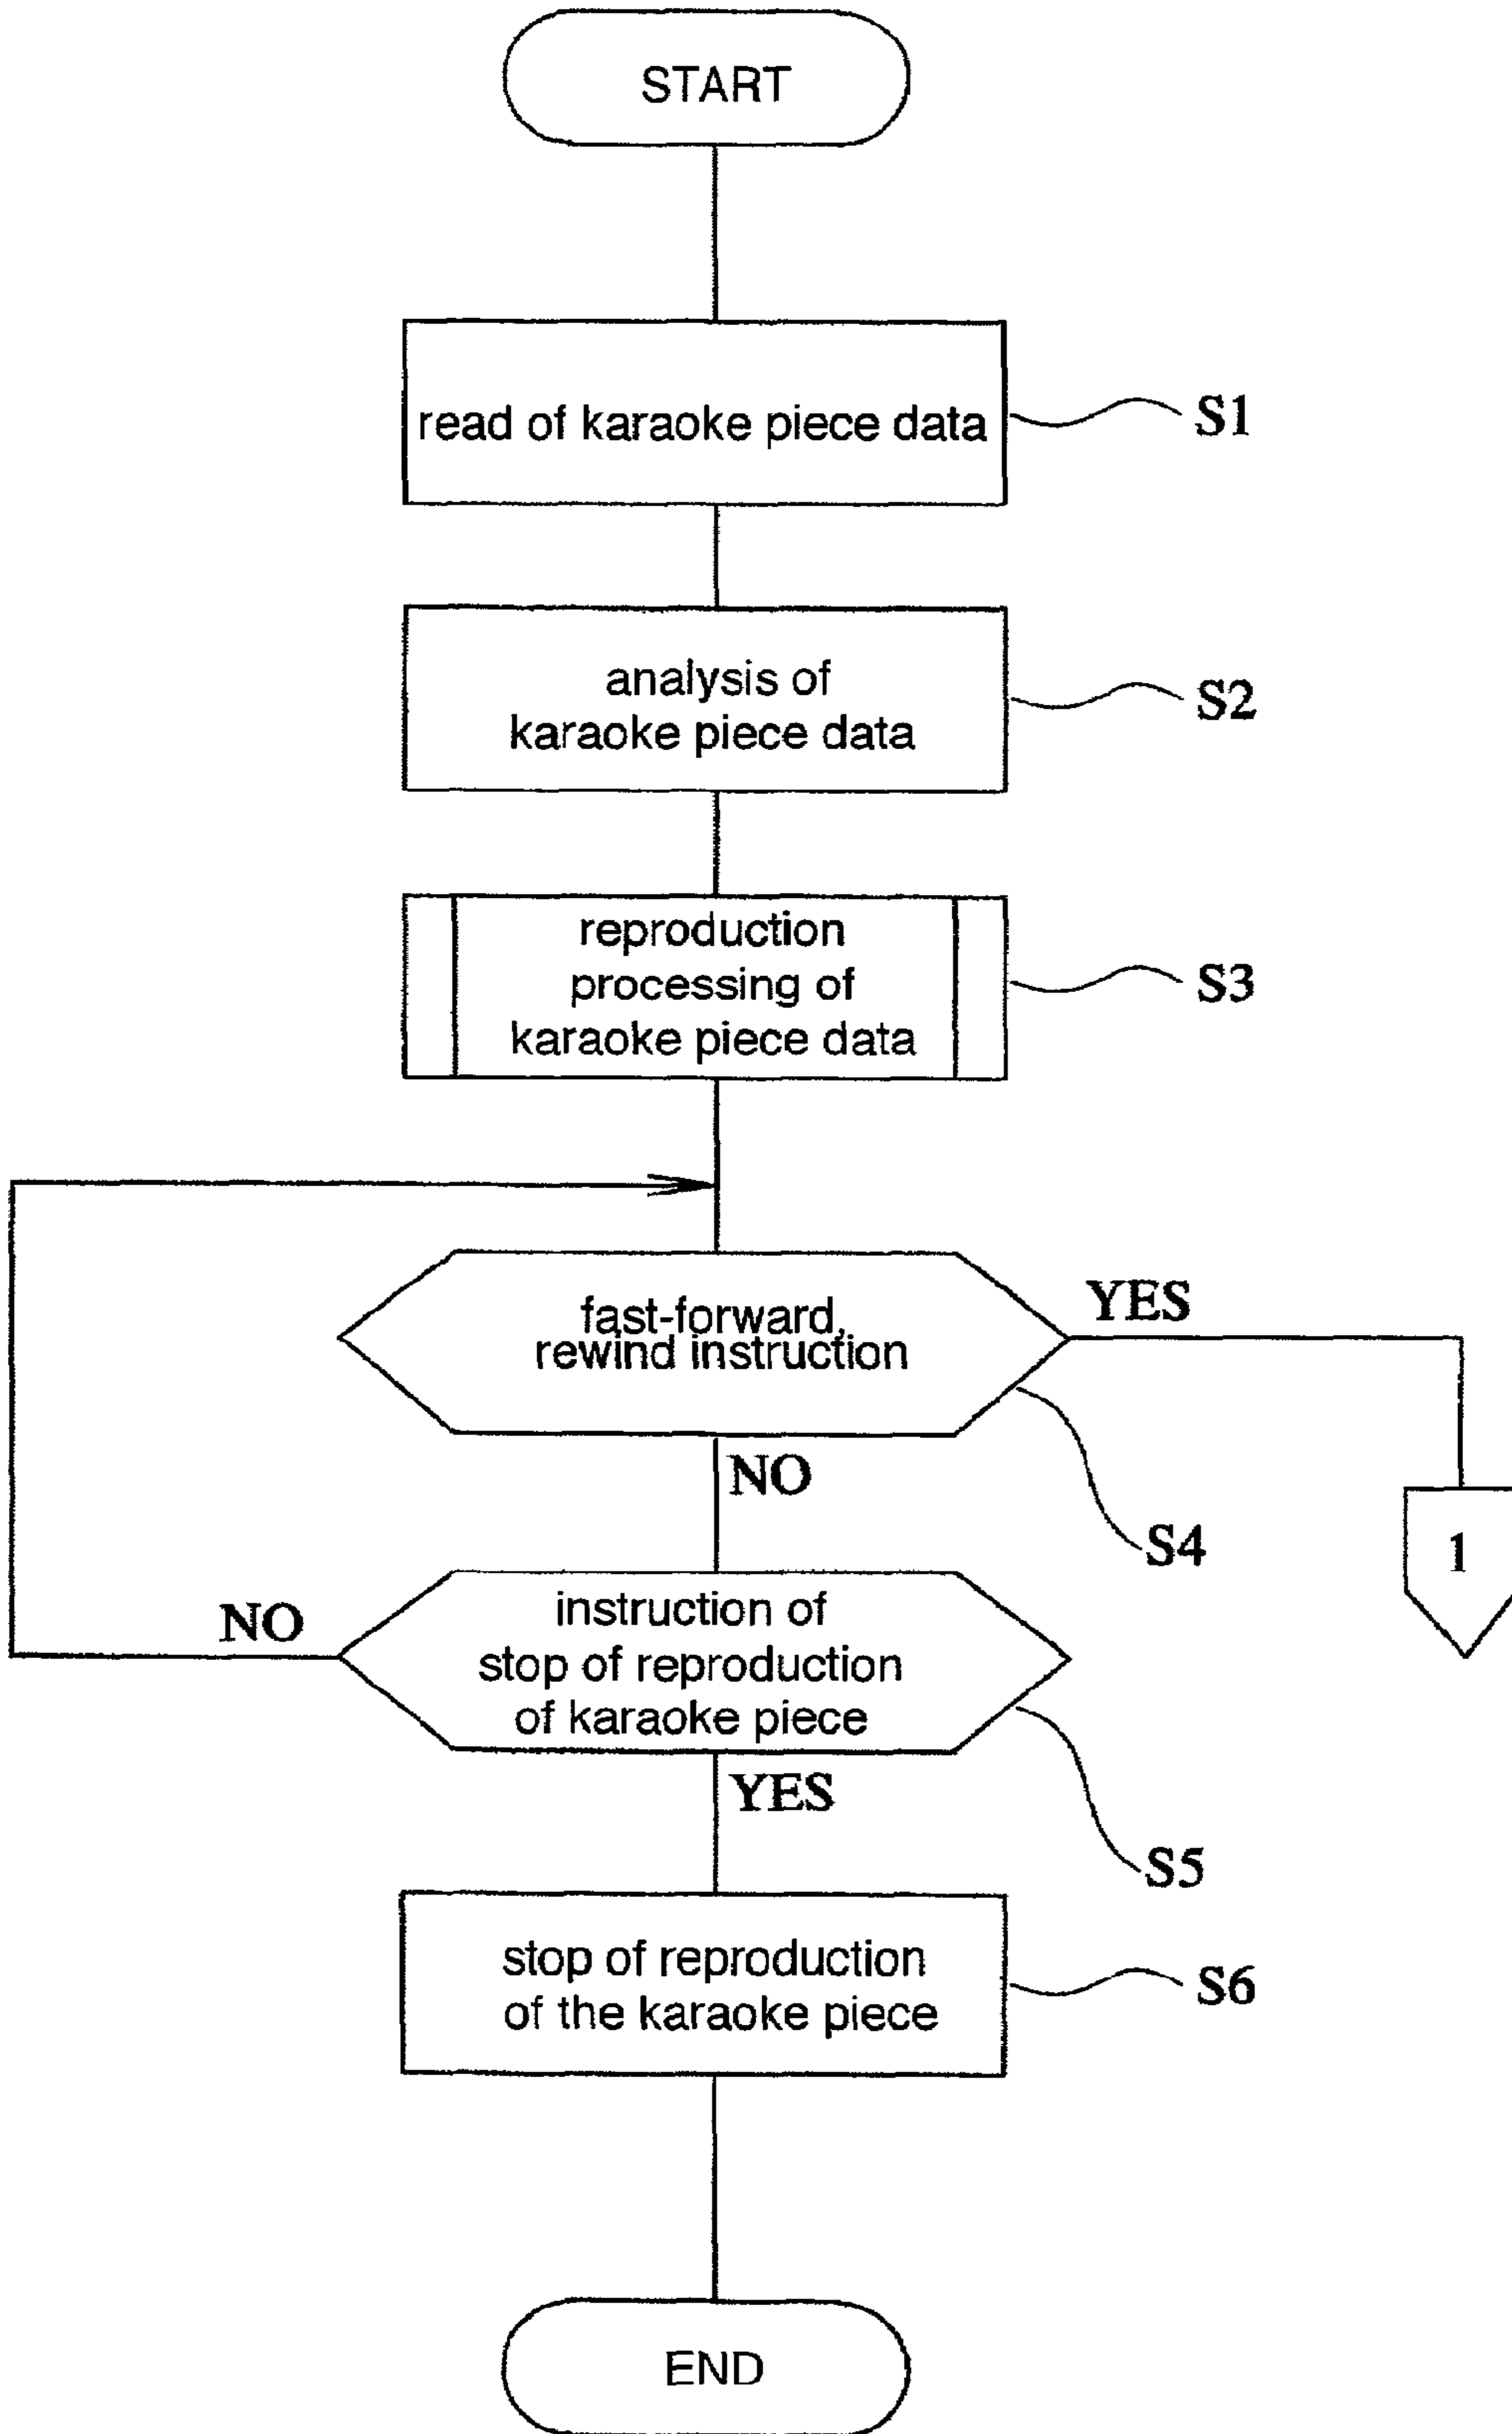 START
read of karaoke piece data
S1
analysis of
karaoke piece data
S2
reproduction
processing of
karaoke piece data
S3
fast-forward,
rewind instruction
YES
NO
S4
1
instruction of
stop of reproduction
of karaoke piece
NO
YES
S5
stop of reproduction
of the karaoke piece
S6
END